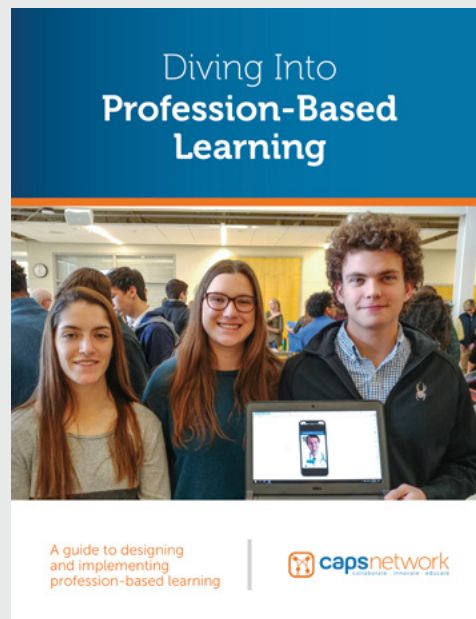 Diving Into
Profession-Based
Learning
A guide to designing
and implementing
profession-based learning
capsnetwork
collaborate innovate educate